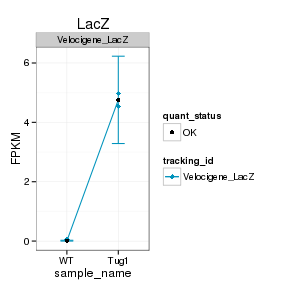 LacZ
Velocigene_LacZ
6
4
2
0
FPKM
WT Tug1
sample_name
quant_status
OK
tracking_id
Velocigene_LacZ